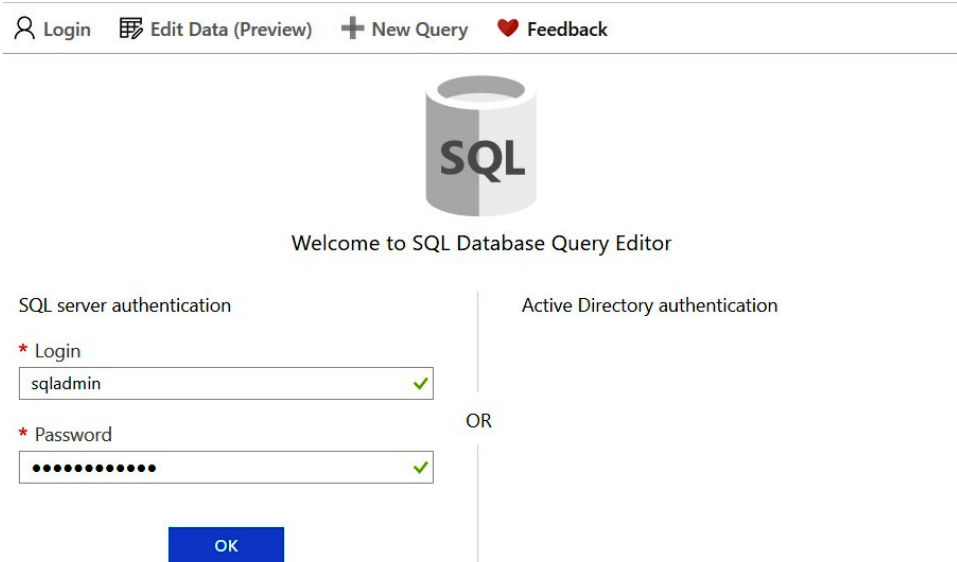 Login Edit Data (Preview) New Query Feedback
SQL
Welcome to SQL Database Query Editor
SQL server authentication
* Login
sqladmin
* Password
●●●●●●●●●●●●
OK
OR
Active Directory authentication